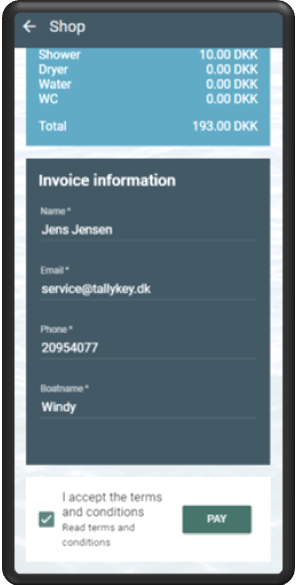 Shop
Shower 10.00 DKK
Dryer 0.00 DKK
Water 0.00 DKK
WC 0.00 DKK
Total 193.00 DKK
Invoice information
Name *
Jens Jensen
Email *
service@tallykey.dk
Phone *
20954077
Boatname *
Windy
I accept the terms
and conditions
Read terms and
conditions
PAY